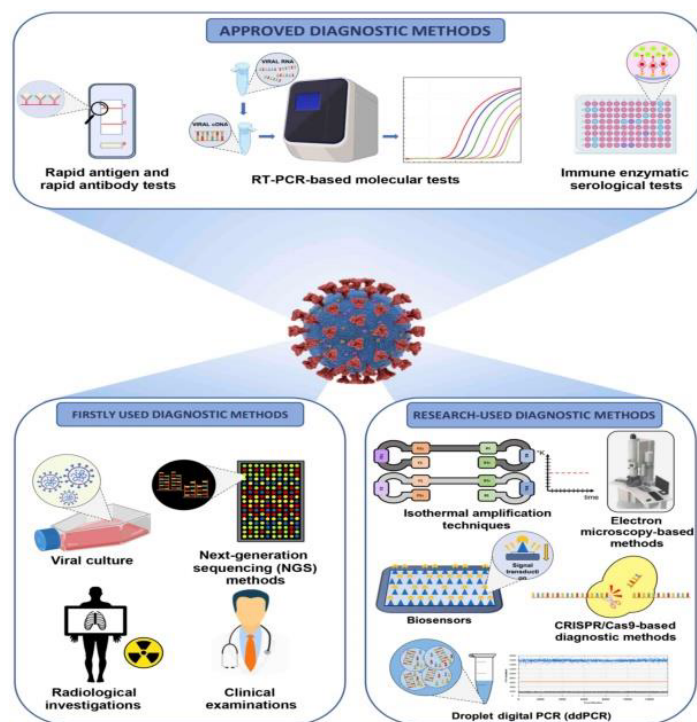 APPROVED DIAGNOSTIC METHODS
VIRAL RNA
VIRAL cDNA
Rapid antigen and
rapid antibody tests
RT-PCR-based molecular tests
Immune enzymatic
serological tests
FIRSTLY USED DIAGNOSTIC METHODS
Viral culture
Next-generation
sequencing (NGS)
methods
Radiological
investigations
Clinical
examinations
RESEARCH-USED DIAGNOSTIC METHODS
°K
time
Isothermal amplification
techniques
Electron
microscopy-based
methods
Signal
transducti
on
Biosensors
CRISPR/Cas9-based
diagnostic methods
Droplet digital PCR (ddPCR)